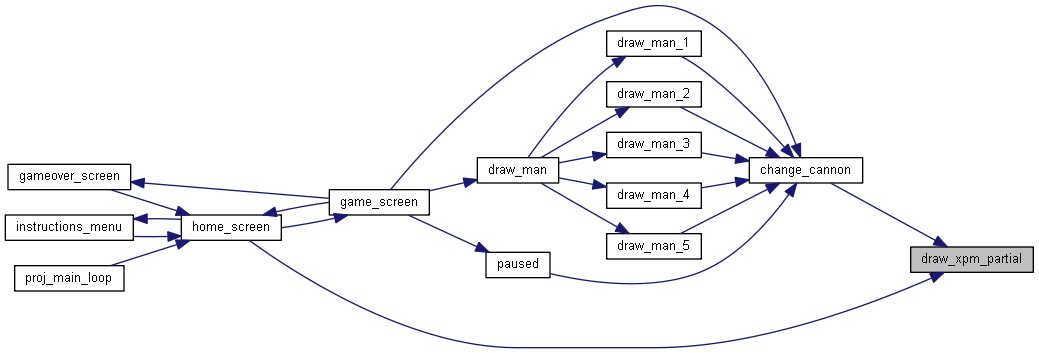 draw_man_1
draw_man_2
draw_man_3
draw_man
change_cannon
gameover_screen
draw_man_4
game_screen
instructions_menu
home_screen
draw_man_5
paused
draw_xpm_partial
proj_main_loop